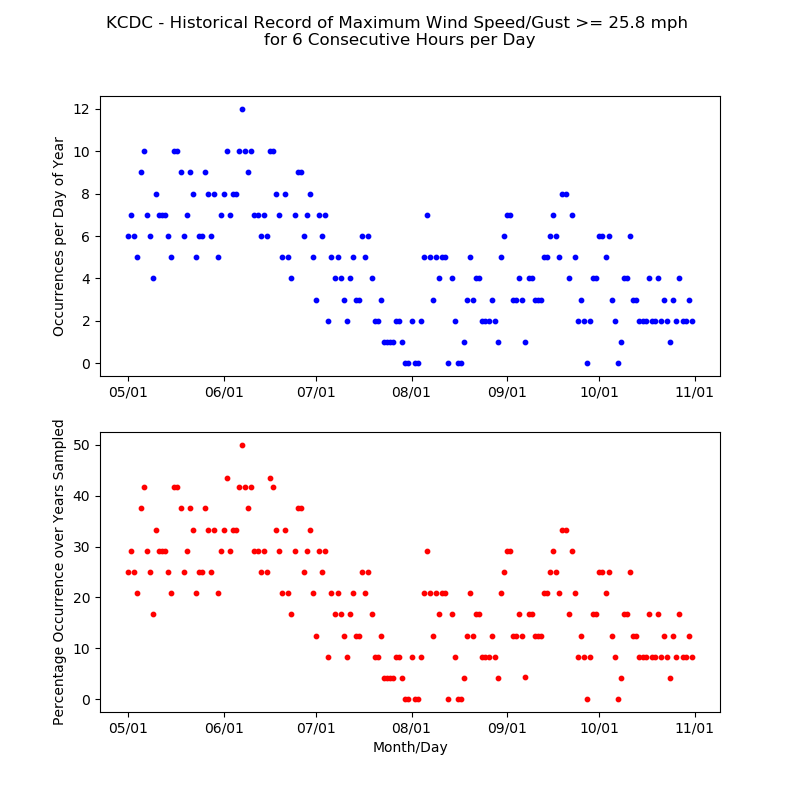 KCDC - Historical Record of Maximum Wind Speed/Gust >= 25.8 mph
for 6 Consecutive Hours per Day
Occurrences per Day of Year
12
10
8
6
4
2
0
05/01 06/01 07/01 08/01 09/01 10/01 11/01
Percentage Occurrence over Years Sampled
50
40
30
20
10
0
05/01 06/01 07/01 08/01 09/01 10/01 11/01
Month/Day